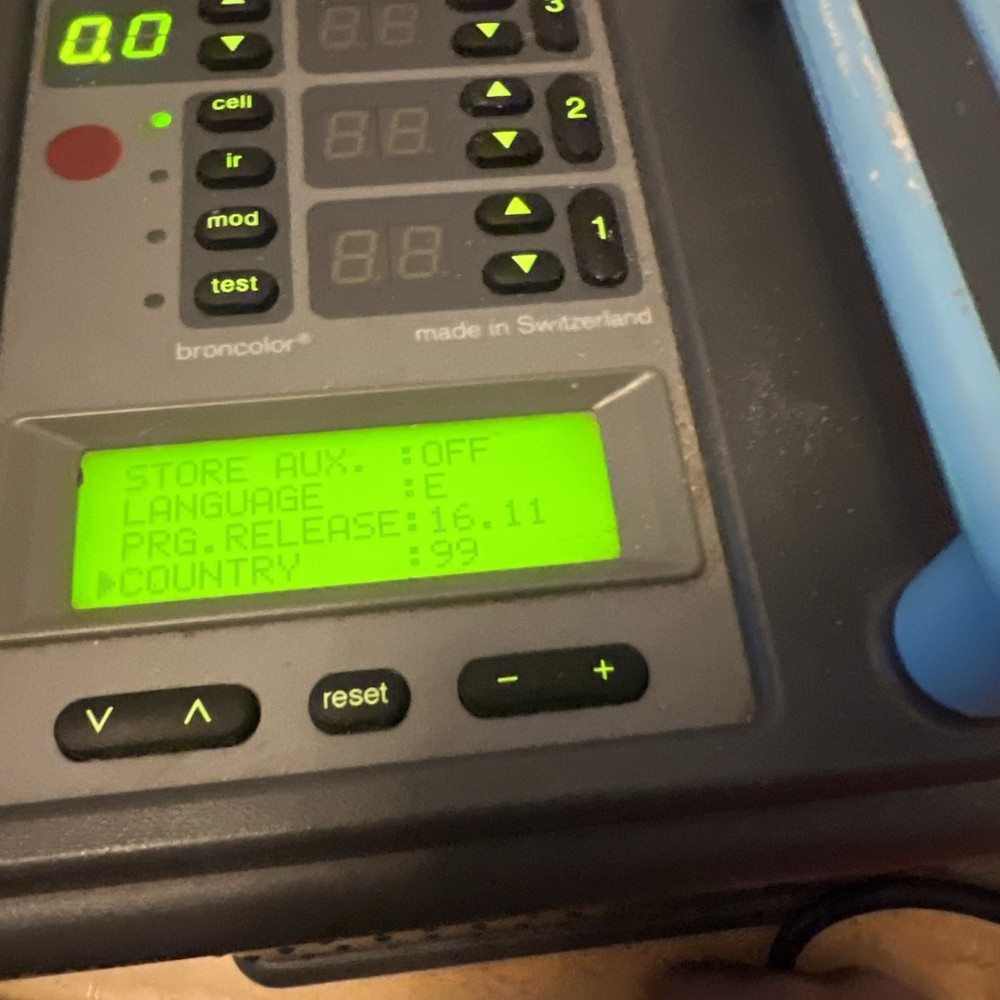 0.0
3
cell
2
ir
mod
1
test
broncolor® made in Switzerland
STORE AUX. :OFF
LANGUAGE :E
PRG.RELEASE:16.11
▶COUNTRY :99
reset
− +